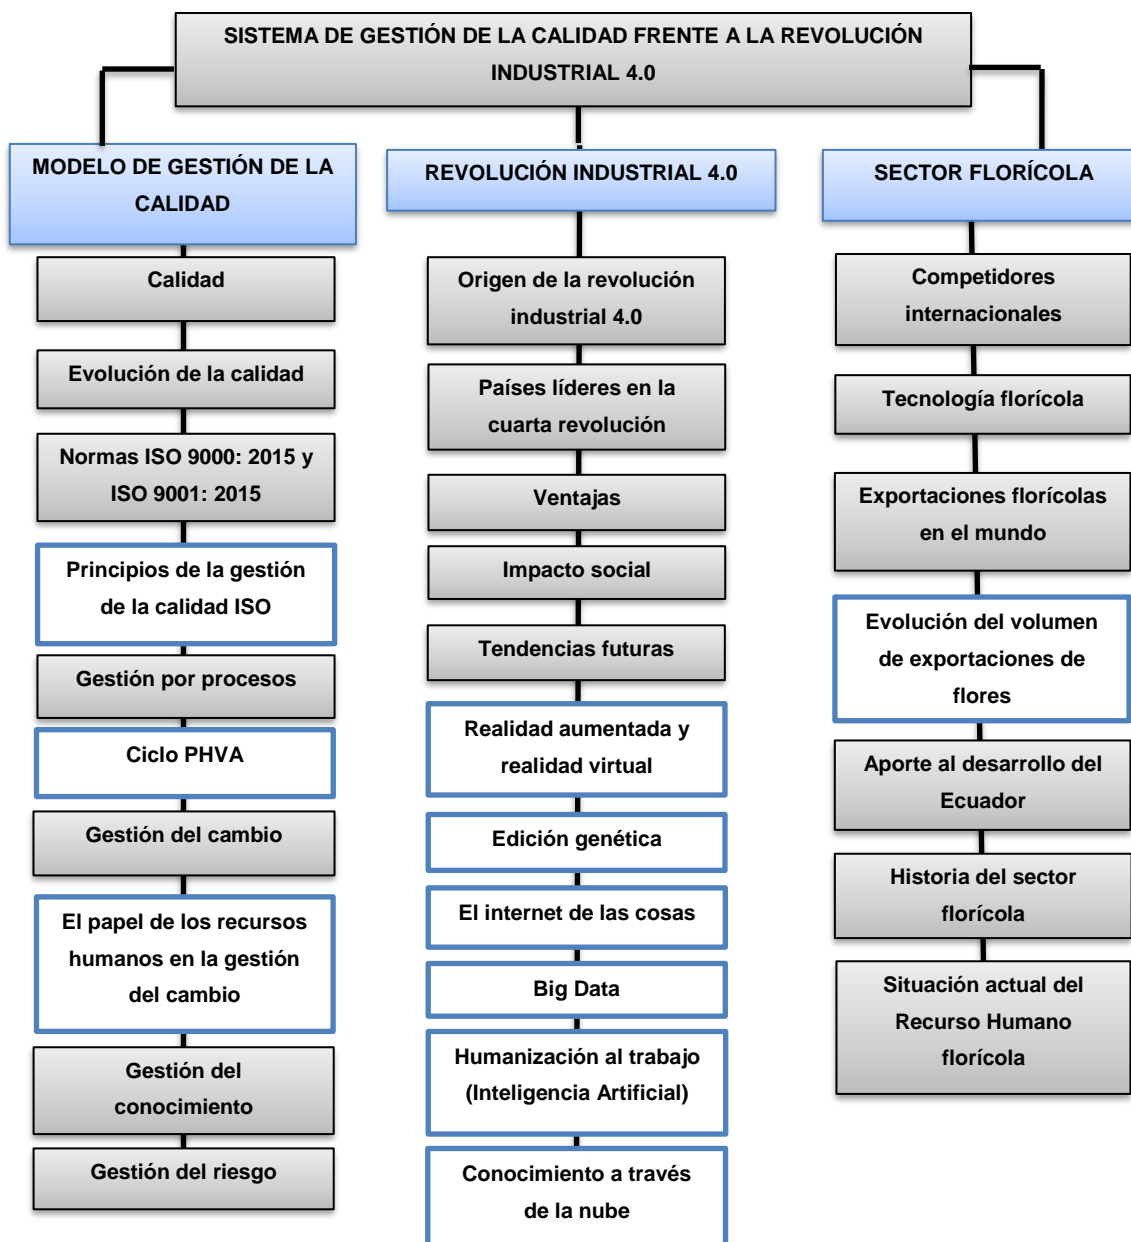 SISTEMA DE GESTIÓN DE LA CALIDAD FRENTE A LA REVOLUCIÓN
INDUSTRIAL 4.0
MODELO DE GESTIÓN DE LA
CALIDAD
Calidad
Evolución de la calidad
Normas ISO 9000: 2015 y
ISO 9001: 2015
Principios de la gestión
de la calidad ISO
Gestión por procesos
Ciclo PHVA
Gestión del cambio
El papel de los recursos
humanos en la gestión
del cambio
Gestión del
conocimiento
Gestión del riesgo
REVOLUCIÓN INDUSTRIAL 4.0
Origen de la revolución
industrial 4.0
Países líderes en la
cuarta revolución
Ventajas
Impacto social
Tendencias futuras
Realidad aumentada y
realidad virtual
Edición genética
El internet de las cosas
Big Data
Humanización al trabajo
(Inteligencia Artificial)
Conocimiento a través
de la nube
SECTOR FLORÍCOLA
Competidores
internacionales
Tecnología florícola
Exportaciones florícolas
en el mundo
Evolución del volumen
de exportaciones de
flores
Aporte al desarrollo del
Ecuador
Historia del sector
florícola
Situación actual del
Recurso Humano
florícola